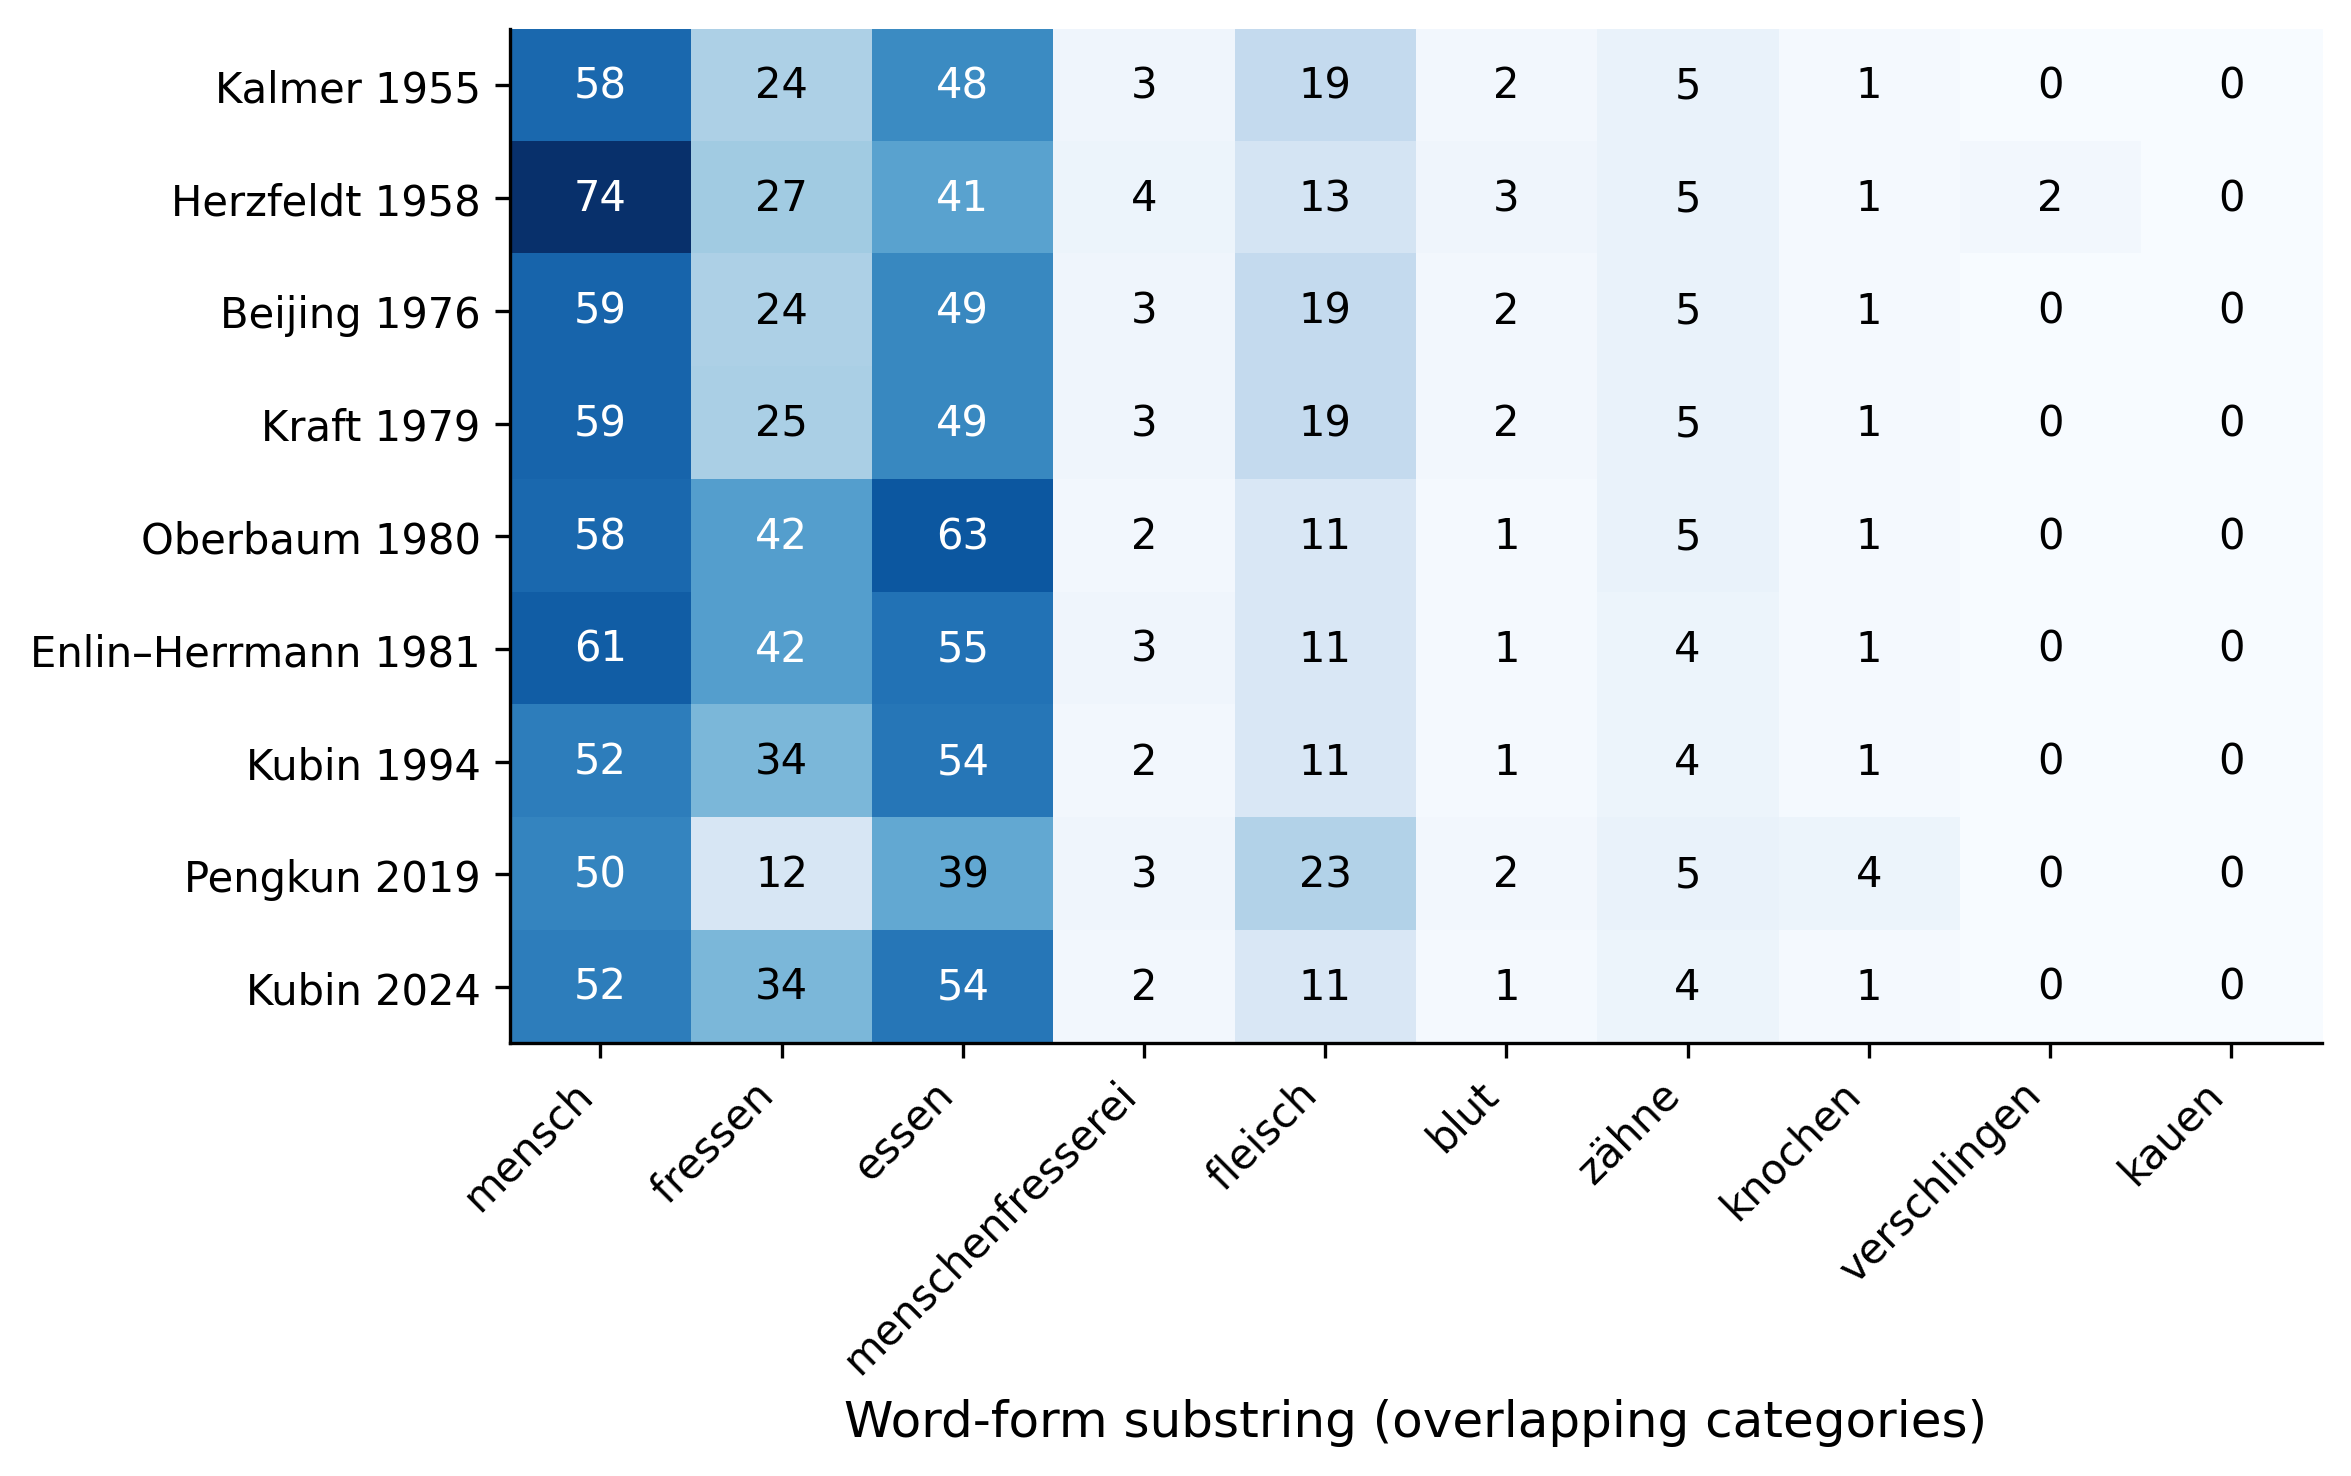 Kalmer 1955 58 24 48 3 19 2 5 1 0 0
Herzfeldt 1958 74 27 41 4 13 3 5 1 2 0
Beijing 1976 59 24 49 3 19 2 5 1 0 0
Kraft 1979 59 25 49 3 19 2 5 1 0 0
Oberbaum 1980 58 42 63 2 11 1 5 1 0 0
Enlin–Herrmann 1981 61 42 55 3 11 1 4 1 0 0
Kubin 1994 52 34 54 2 11 1 4 1 0 0
Pengkun 2019 50 12 39 3 23 2 5 4 0 0
Kubin 2024 52 34 54 2 11 1 4 1 0 0
mensch
fressen
essen
menschenfresserei
fleisch
blut
zähne
knochen
verschlingen
kauen
Word-form substring (overlapping categories)